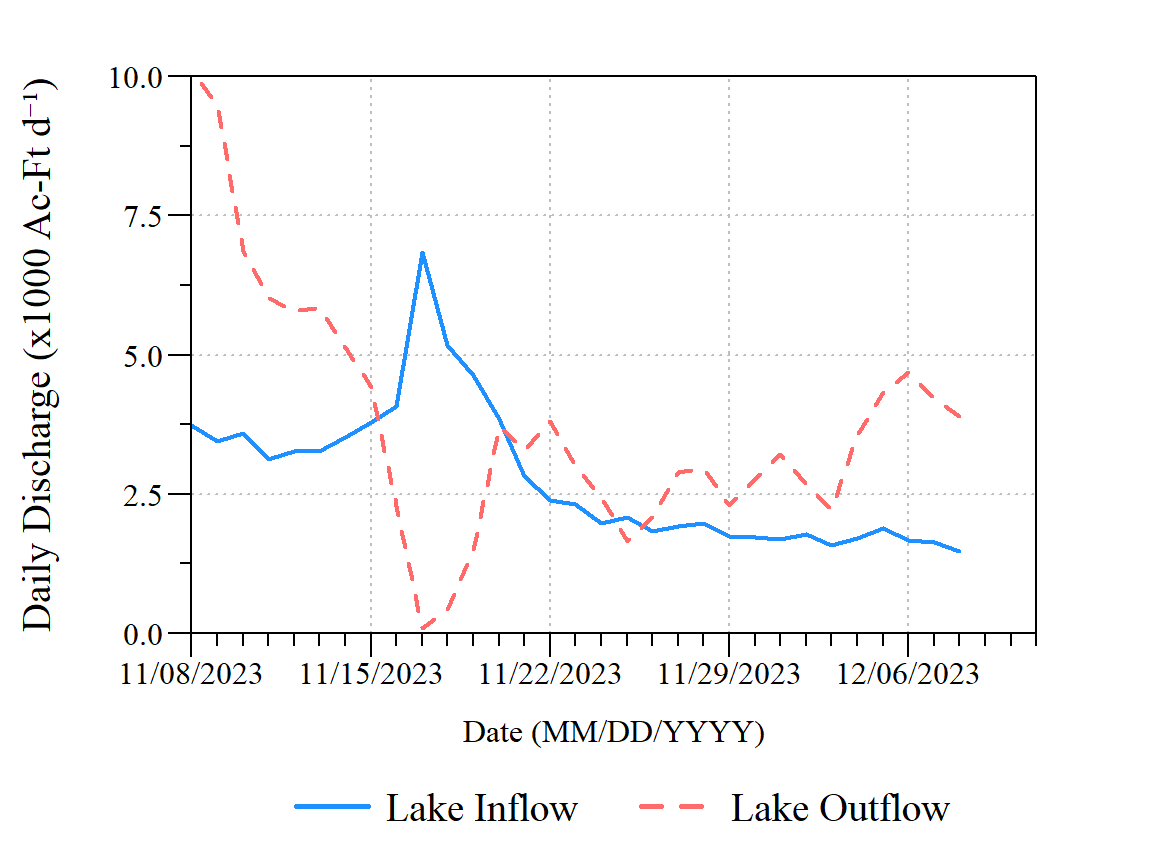 Daily Discharge (x1000 Ac-Ft d⁻¹)
10.0
7.5
5.0
2.5
0.0
11/08/2023 11/15/2023 11/22/2023 11/29/2023 12/06/2023
Date (MM/DD/YYYY)
Lake Inflow Lake Outflow